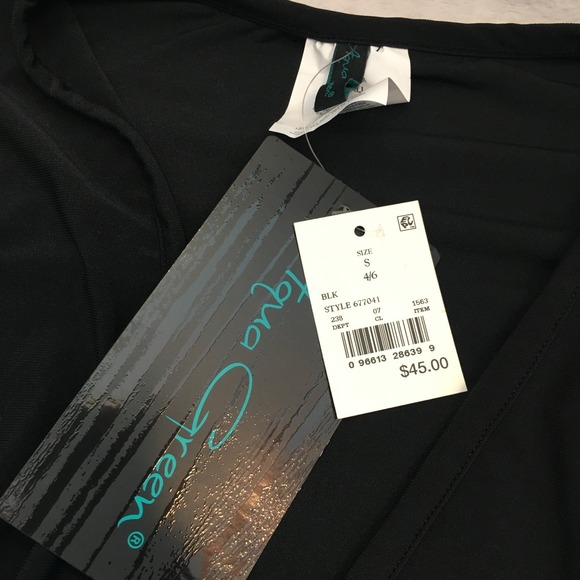 Aqua
Aqua Green®
SIZE
S
4/6
BLK
STYLE 677041
238 07 1563
DEPT CL ITEM
0 96613 28639 9
$45.00